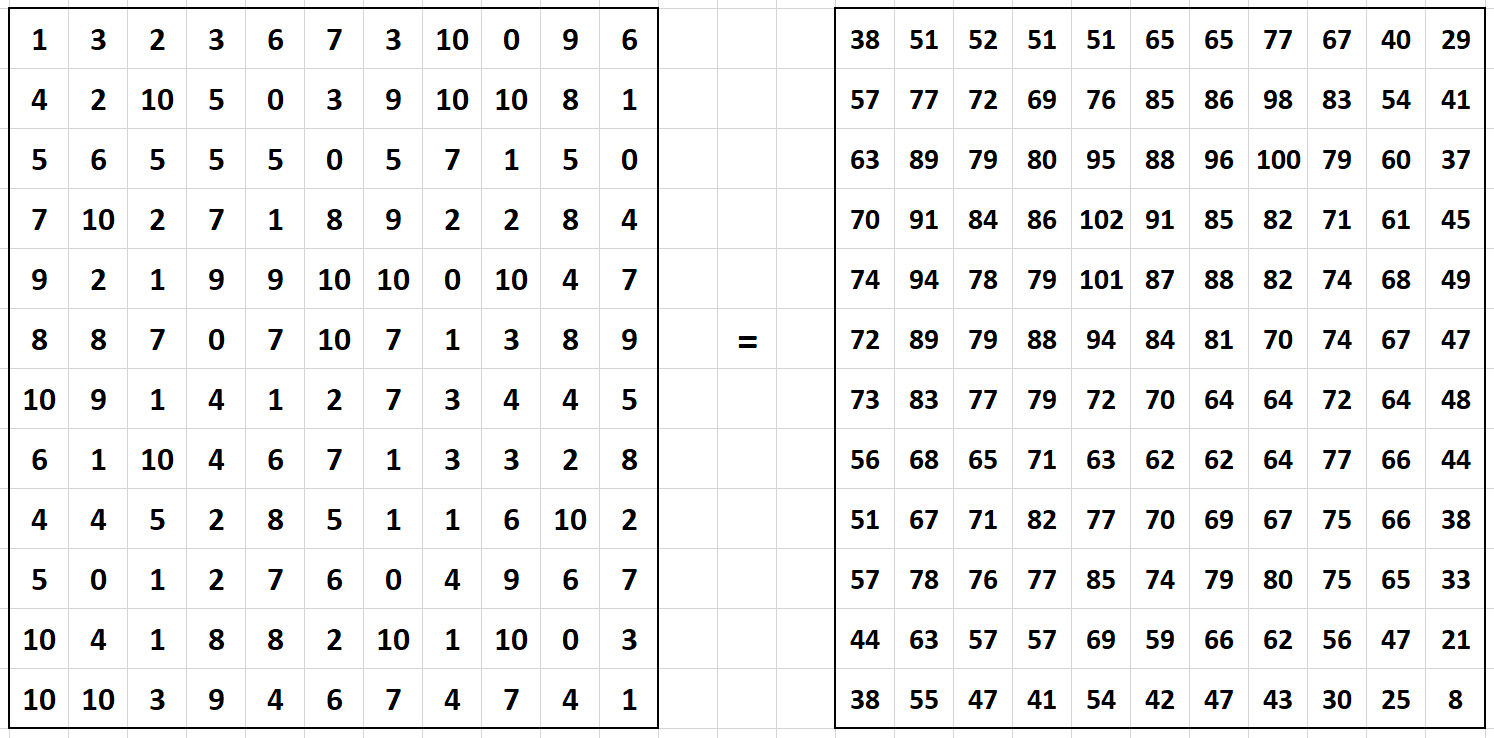 1 3 2 3 6 7 3 10 0 9 6 38 51 52 51 51 65 65 77 67 40 29
4 2 10 5 0 3 9 10 10 8 1 57 77 72 69 76 85 86 98 83 54 41
5 6 5 5 5 0 5 7 1 5 0 63 89 79 80 95 88 96 100 79 60 37
7 10 2 7 1 8 9 2 2 8 4 70 91 84 86 102 91 85 82 71 61 45
9 2 1 9 9 10 10 0 10 4 7 74 94 78 79 101 87 88 82 74 68 49
8 8 7 0 7 10 7 1 3 8 9 = 72 89 79 88 94 84 81 70 74 67 47
10 9 1 4 1 2 7 3 4 4 5 73 83 77 79 72 70 64 64 72 64 48
6 1 10 4 6 7 1 3 3 2 8 56 68 65 71 63 62 62 64 77 66 44
4 4 5 2 8 5 1 1 6 10 2 51 67 71 82 77 70 69 67 75 66 38
5 0 1 2 7 6 0 4 9 6 7 57 78 76 77 85 74 79 80 75 65 33
10 4 1 8 8 2 10 1 10 0 3 44 63 57 57 69 59 66 62 56 47 21
10 10 3 9 4 6 7 4 7 4 1 38 55 47 41 54 42 47 43 30 25 8